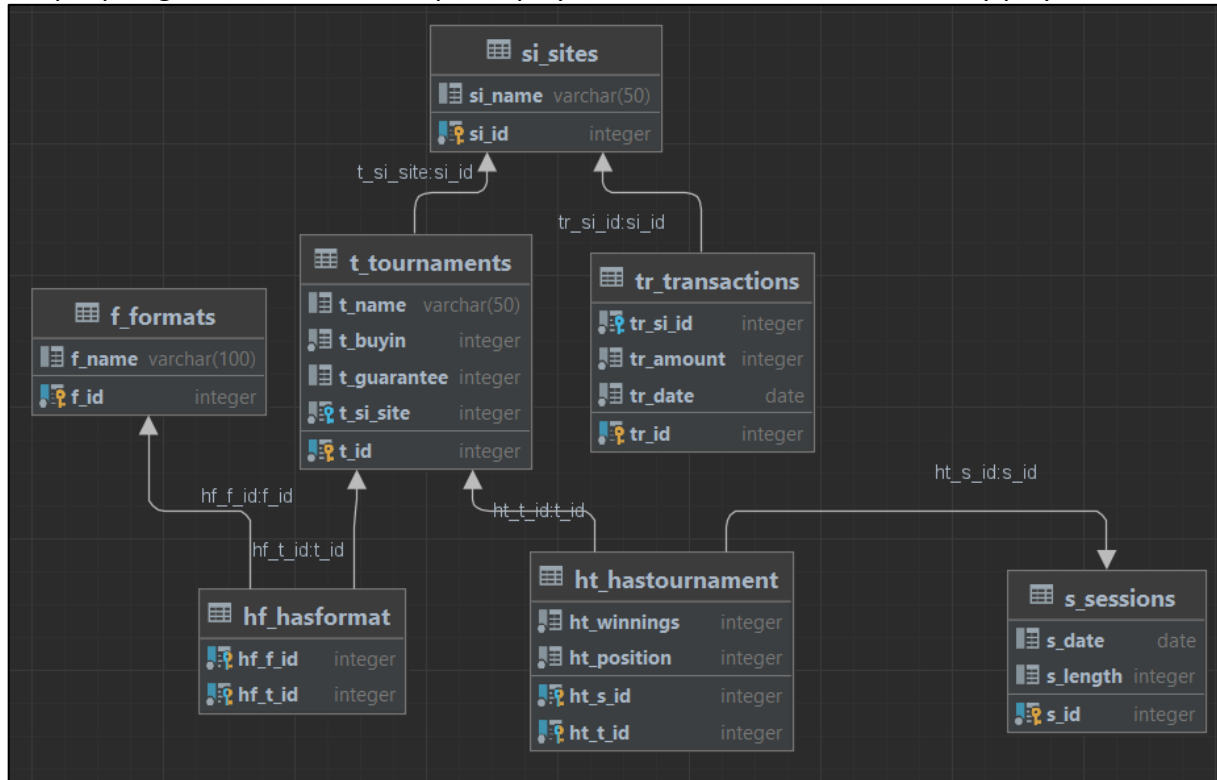 si_sites
si_name varchar(50)
si_id integer
t_si_site:si_id
tr_si_id:si_id
t_tournaments
t_name varchar(50)
t_buyin integer
t_guarantee integer
t_si_site integer
t_id integer
tr_transactions
tr_si_id integer
tr_amount integer
tr_date date
tr_id integer
f_formats
f_name varchar(100)
f_id integer
hf_f_id:f_id
hf_t_id:t_id
ht_t_id:t_id
ht_s_id:s_id
hf_hasformat
hf_f_id integer
hf_t_id integer
ht_hastournament
ht_winnings integer
ht_position integer
ht_s_id integer
ht_t_id integer
s_sessions
s_date date
s_length integer
s_id integer